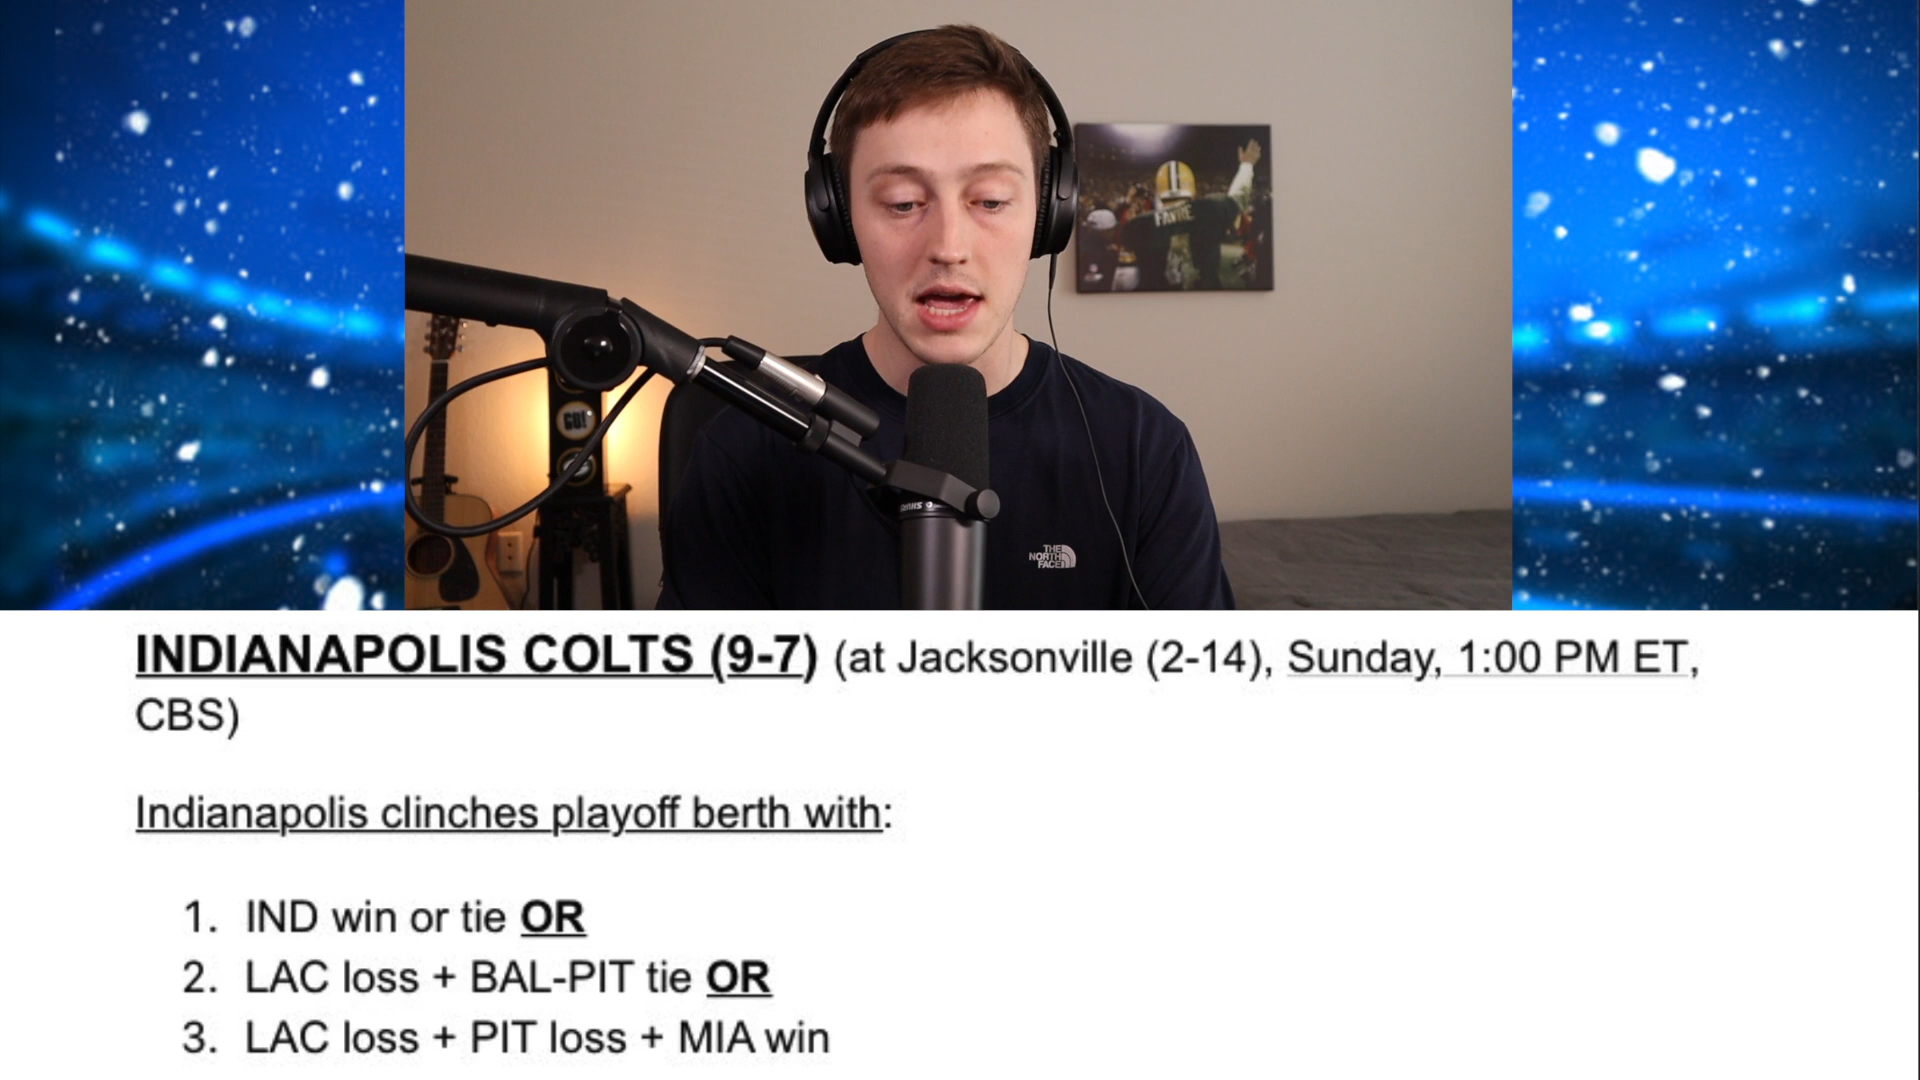 FAVRE
GO!
SHURE
THE
NORTH
FACE
INDIANAPOLIS COLTS (9-7) (at Jacksonville (2-14), Sunday, 1:00 PM ET,
CBS)
Indianapolis clinches playoff berth with:
1. IND win or tie OR
2. LAC loss + BAL-PIT tie OR
3. LAC loss + PIT loss + MIA win